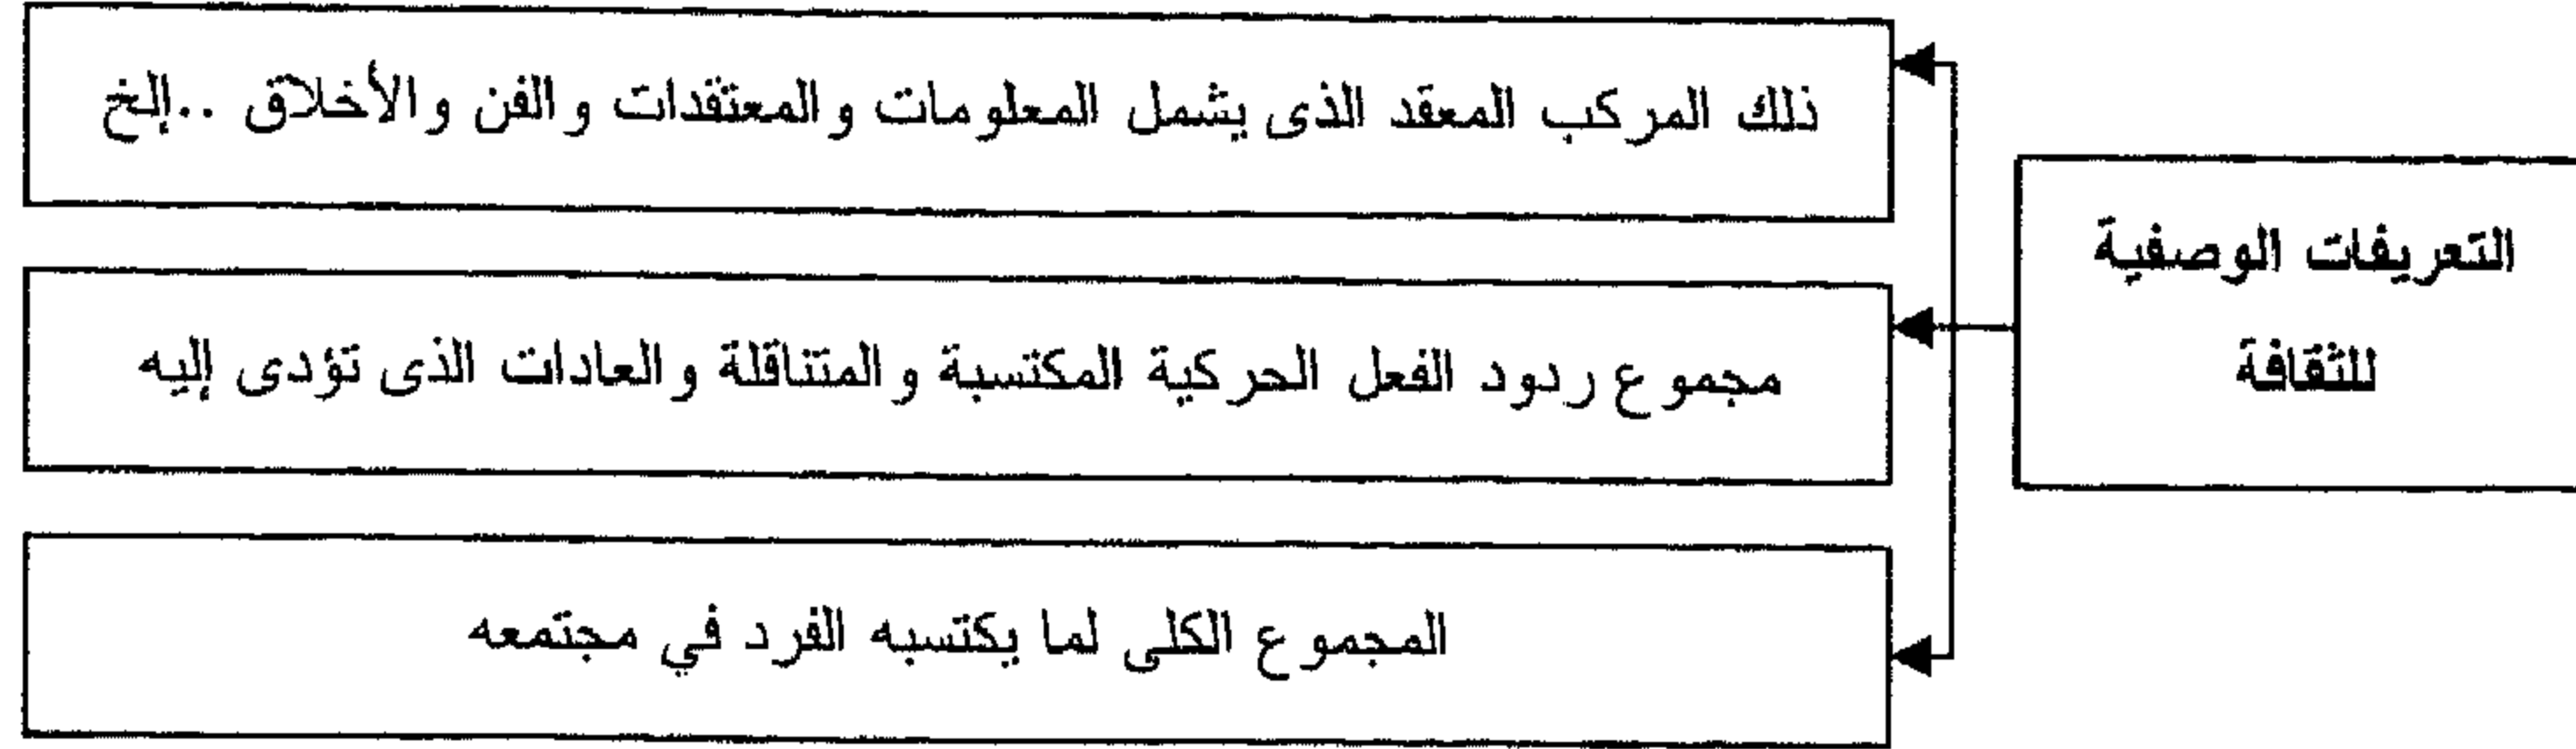 التعريفات الوصفية
للثقافة
ذلك المركب المعقد الذى يشمل المعلومات والمعتقدات والفن والأخلاق ..إلخ
مجموع ردود الفعل الحركية المكتسبة والمتناقلة والعادات الذى تؤدى إليه
المجموع الكلى لما يكتسبه الفرد في مجتمعه